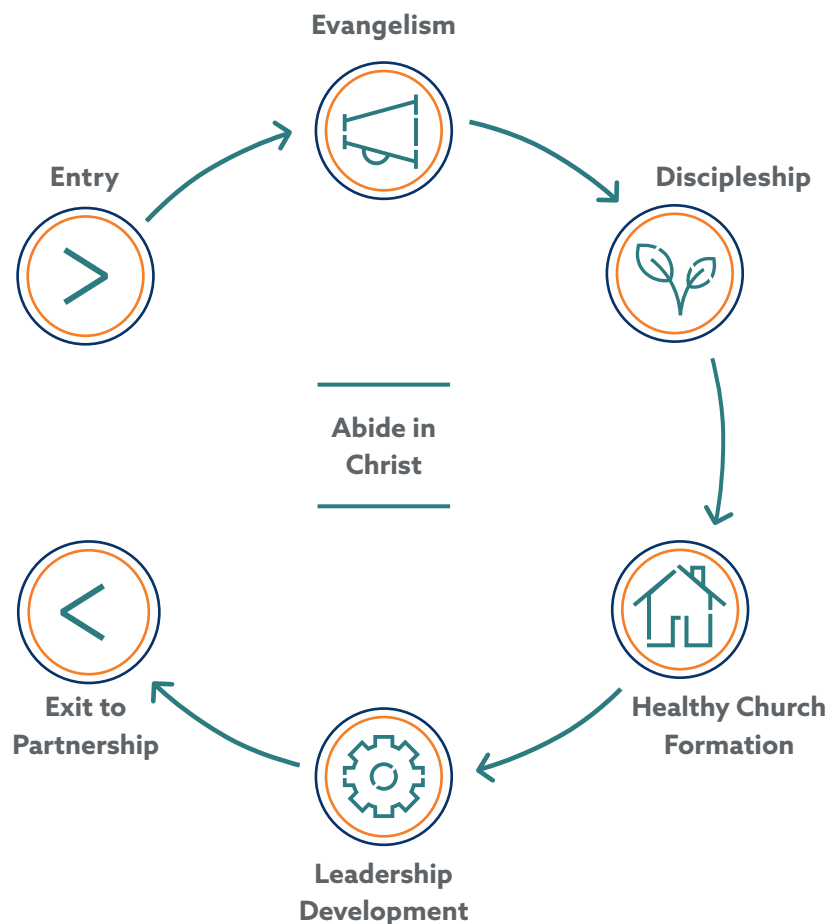 Evangelism
Entry
Discipleship
Abide in
Christ
Exit to
Partnership
Healthy Church
Formation
Leadership
Development